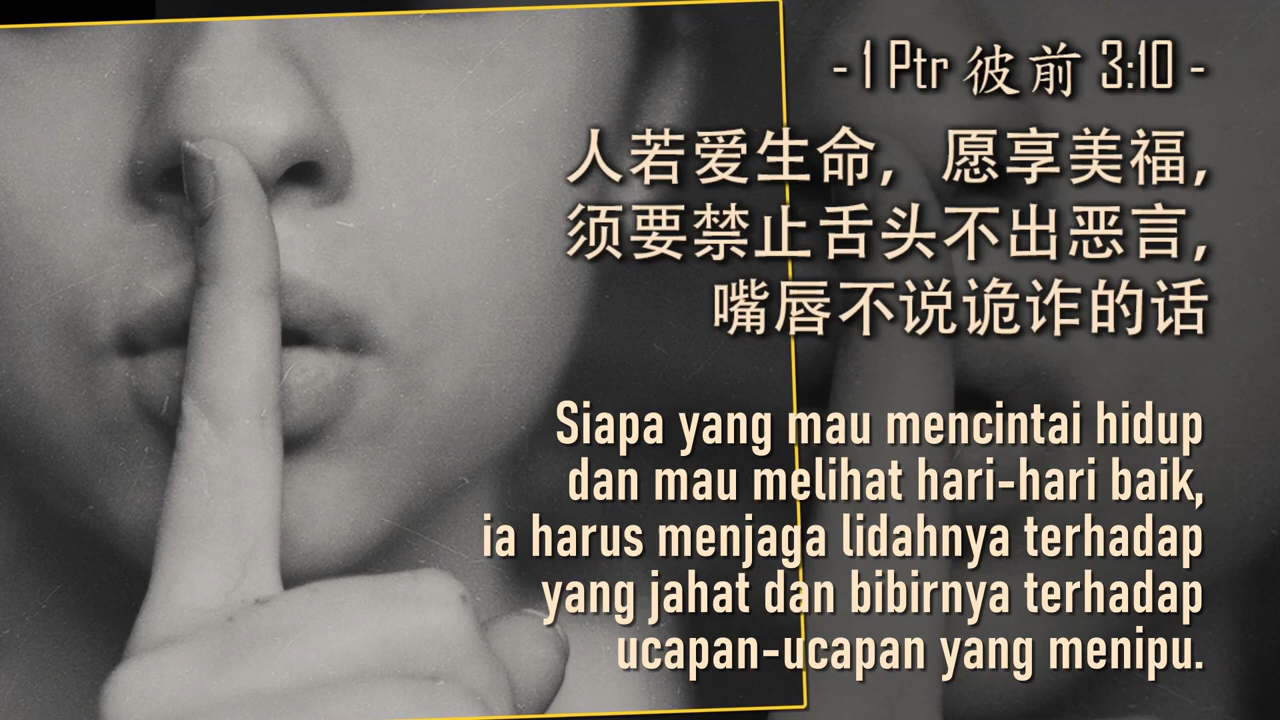 - 1 Ptr 彼前 3:10 -
人若爱生命，愿享美福，
须要禁止舌头不出恶言，
嘴唇不说诡诈的话
Siapa yang mau mencintai hidup
dan mau melihat hari-hari baik,
ia harus menjaga lidahnya terhadap
yang jahat dan bibirnya terhadap
ucapan-ucapan yang menipu.